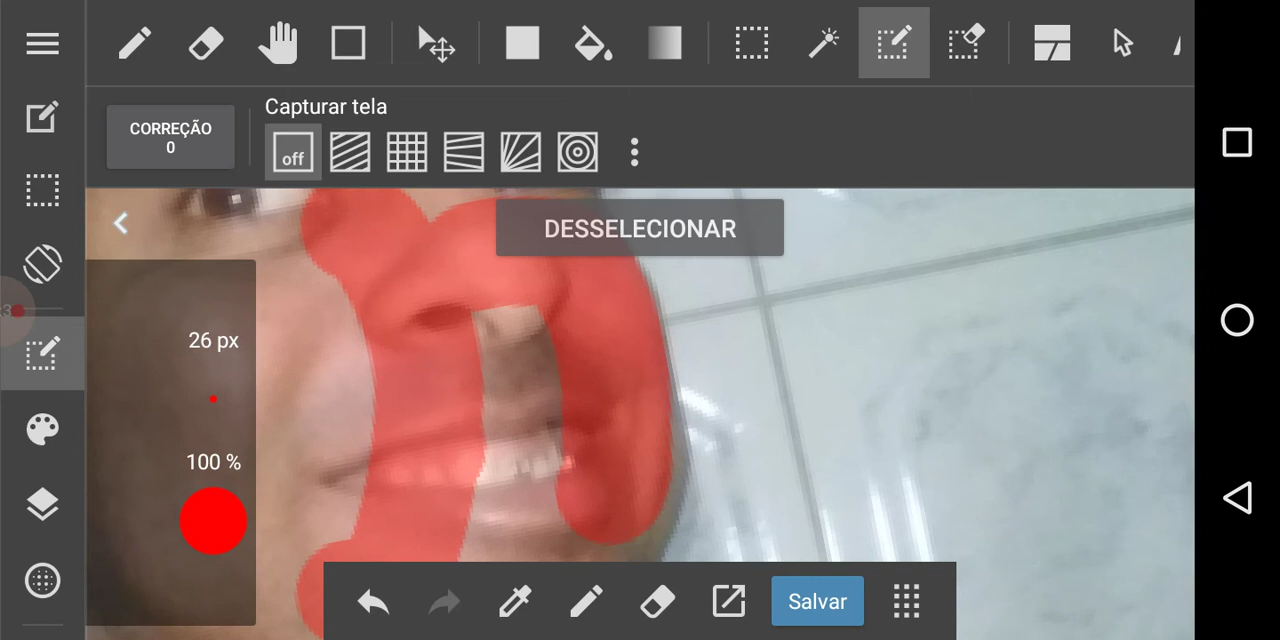 Capturar tela
CORREÇÃO
0
off
DESSELECIONAR
26 px
100 %
Salvar